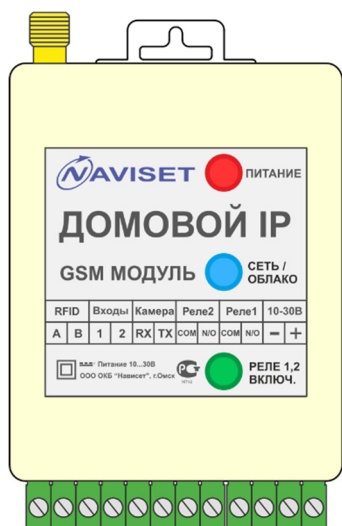 NAVISET ПИТАНИЕ
ДОМОВОЙ IP
GSM МОДУЛЬ СЕТЬ /
ОБЛАКО
RFID Входы Камера Реле2 Реле1 10-30В
A B 1 2 RX TX COM N/O COM N/O − +
Питание 10...30В
ООО ОКБ "Нависет", г.Омск
РЕЛЕ 1,2
ВКЛЮЧ.